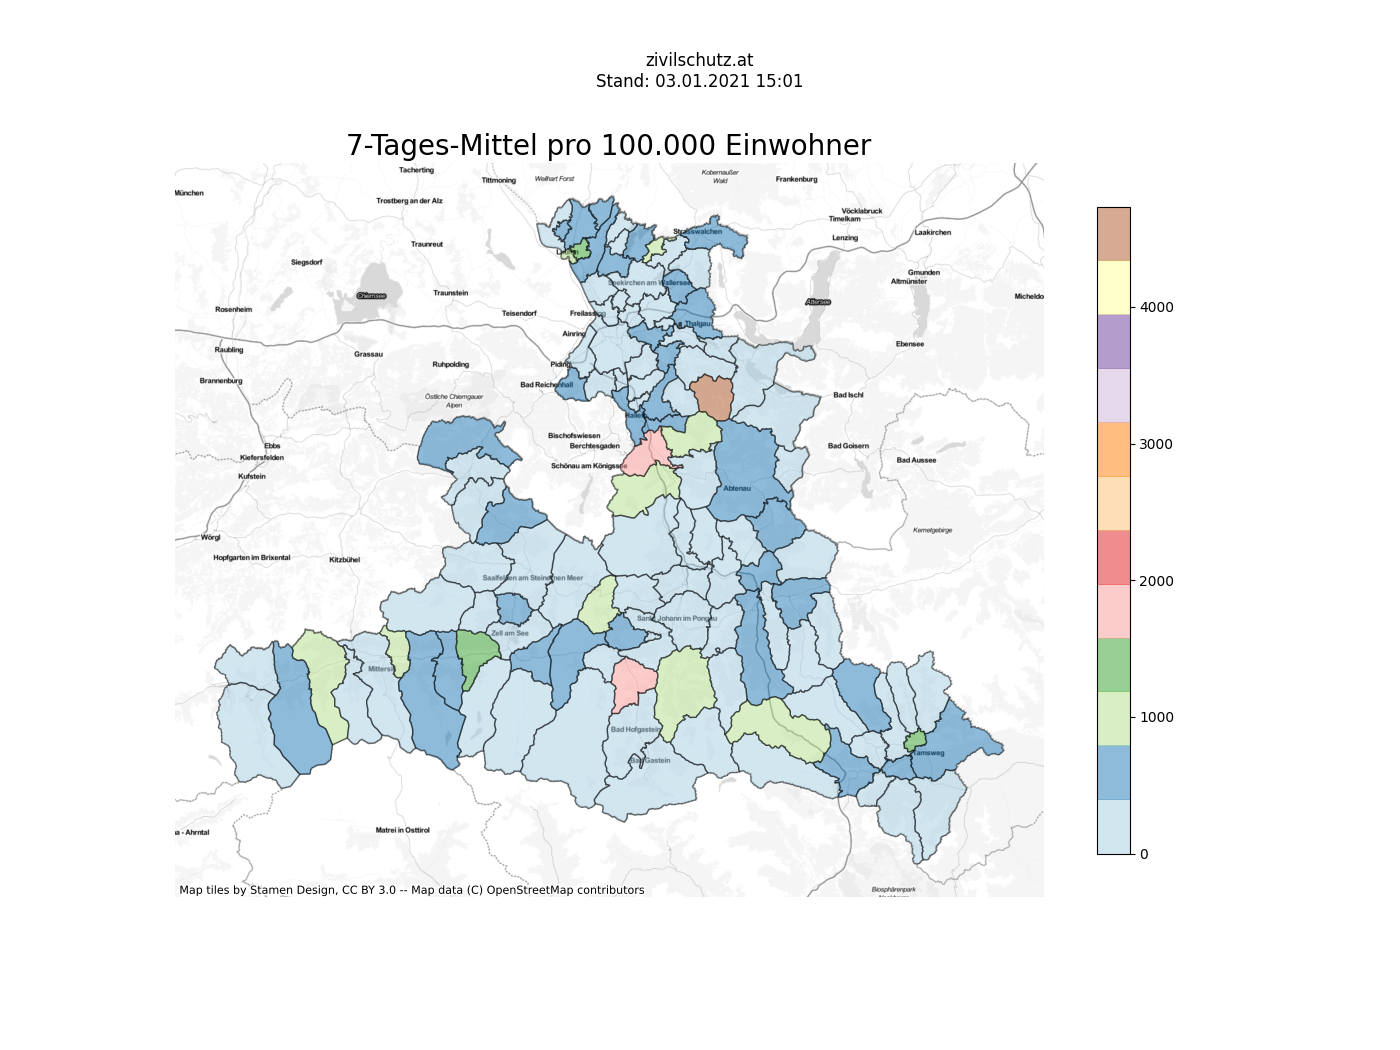 zivilschutz.at
Stand: 03.01.2021 15:01
7-Tages-Mittel pro 100.000 Einwohner
Tacherting
Tittmoning
Weilhart Forst
Kobernaußer
Wald
Frankenburg
München
Trostberg an der Alz
Vöcklabruck
Timelkam
Laakirchen
Strasswalchen
Lenzing
Traunreut
Siegsdorf
Gmunden
Altmünster
Seekirchen am Wallersee
Chiemsee
Traunstein
Attersee
Micheldo
Rosenheim
Teisendorf
Freilassing
Thalgau
Ainring
Ebensee
Raubling
Grassau
Ruhpolding
Piding
Brannenburg
Bad Reichenhall
Östliche Chiemgauer
Alpen
Bad Ischl
Hallein
Bischofswiesen
Berchtesgaden
Ebbs
Kiefersfelden
Bad Goisern
Bad Aussee
Schönau am Königssee
Kufstein
Abtenau
Kemetgebirge
Wörgl
Hopfgarten im Brixental
Kitzbühel
Saalfelden am Steinernen Meer
Sankt Johann im Pongau
Zell am See
Mittersill
Bad Hofgastein
Bad Gastein
Tamsweg
sa - Ahrntal
Matrei in Osttirol
Biosphärenpark
Map tiles by Stamen Design, CC BY 3.0 -- Map data (C) OpenStreetMap contributors
4000
3000
2000
1000
0